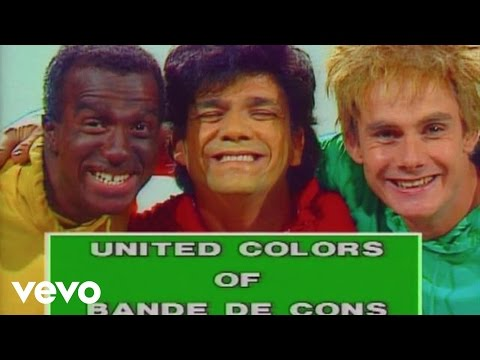 UNITED COLORS
OF
BANDE DE CONS
vevo